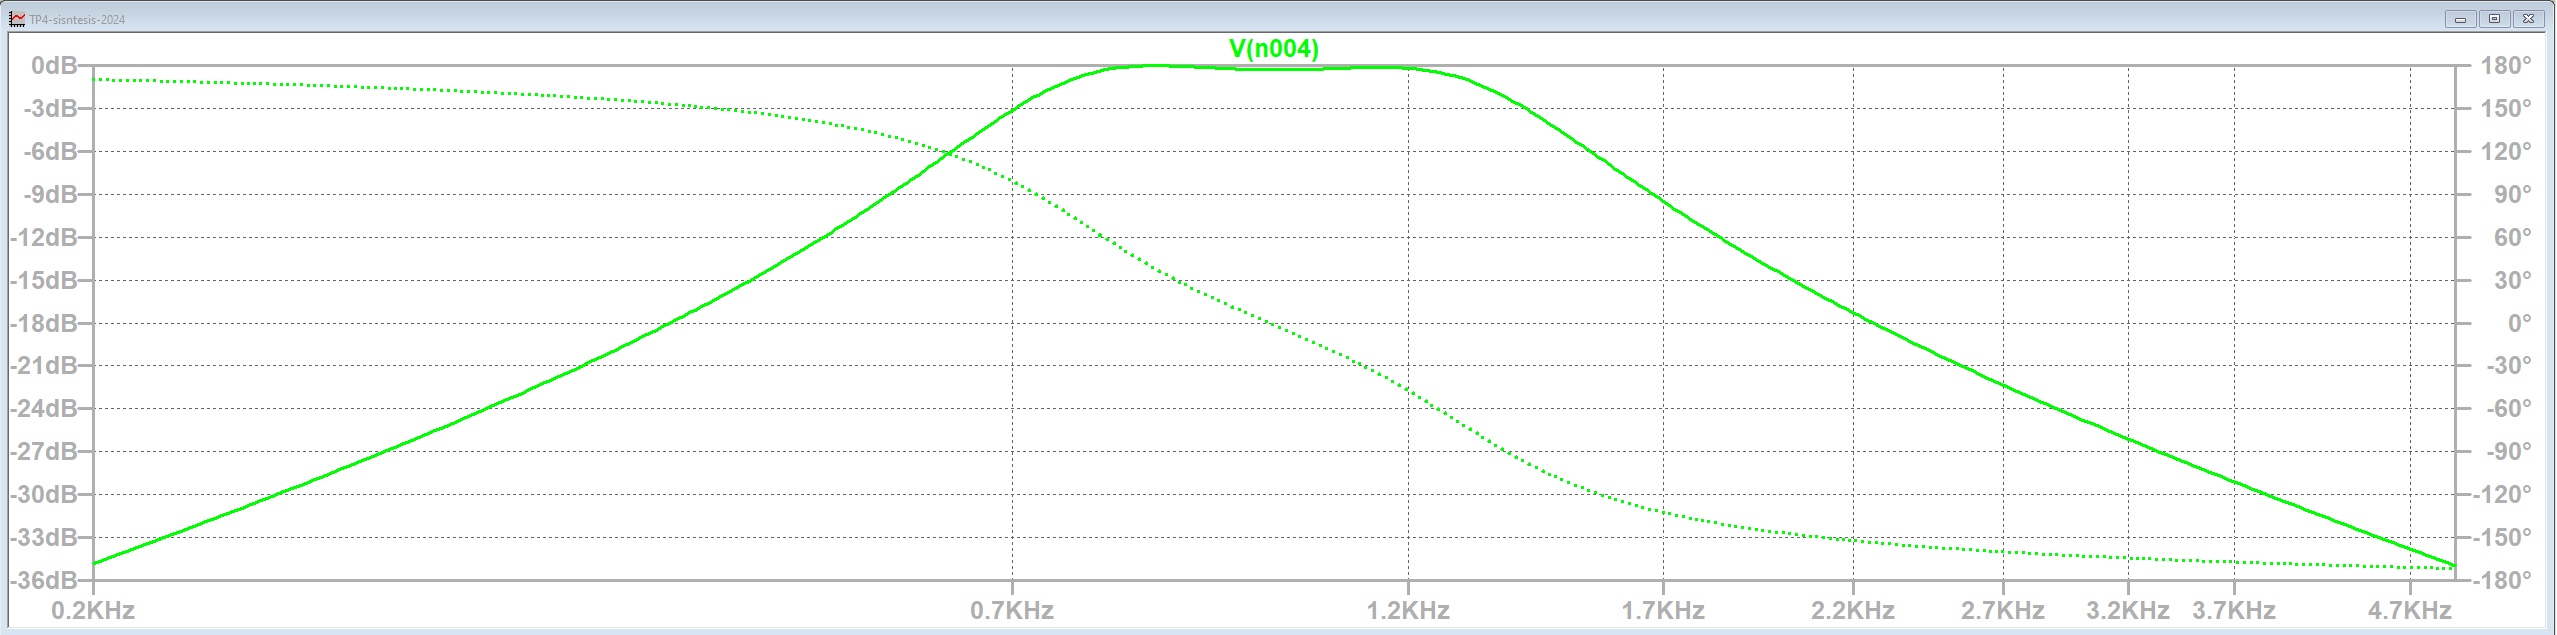 TP4-sisntesis-2024
V(n004)
0dB 180°
-3dB 150°
-6dB 120°
-9dB 90°
-12dB 60°
-15dB 30°
-18dB 0°
-21dB -30°
-24dB -60°
-27dB -90°
-30dB -120°
-33dB -150°
-36dB -180°
0.2KHz 0.7KHz 1.2KHz 1.7KHz 2.2KHz 2.7KHz 3.2KHz 3.7KHz 4.7KHz